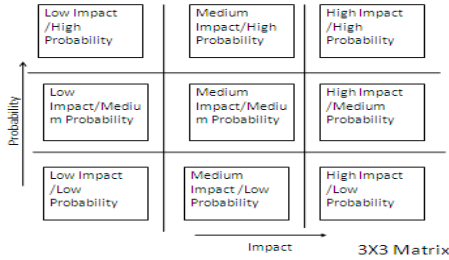 Low Impact
/High
Probability
Medium
Impact/High
Probability
High Impact
/High
Probability
Low
Impact/Mediu
m Probability
Medium
Impact/Mediu
m Probability
High Impact
/Medium
Probability
Low Impact
/Low
Probability
Medium
Impact /Low
Probability
High Impact
/Low
Probability
Probability
Impact
3X3 Matrix